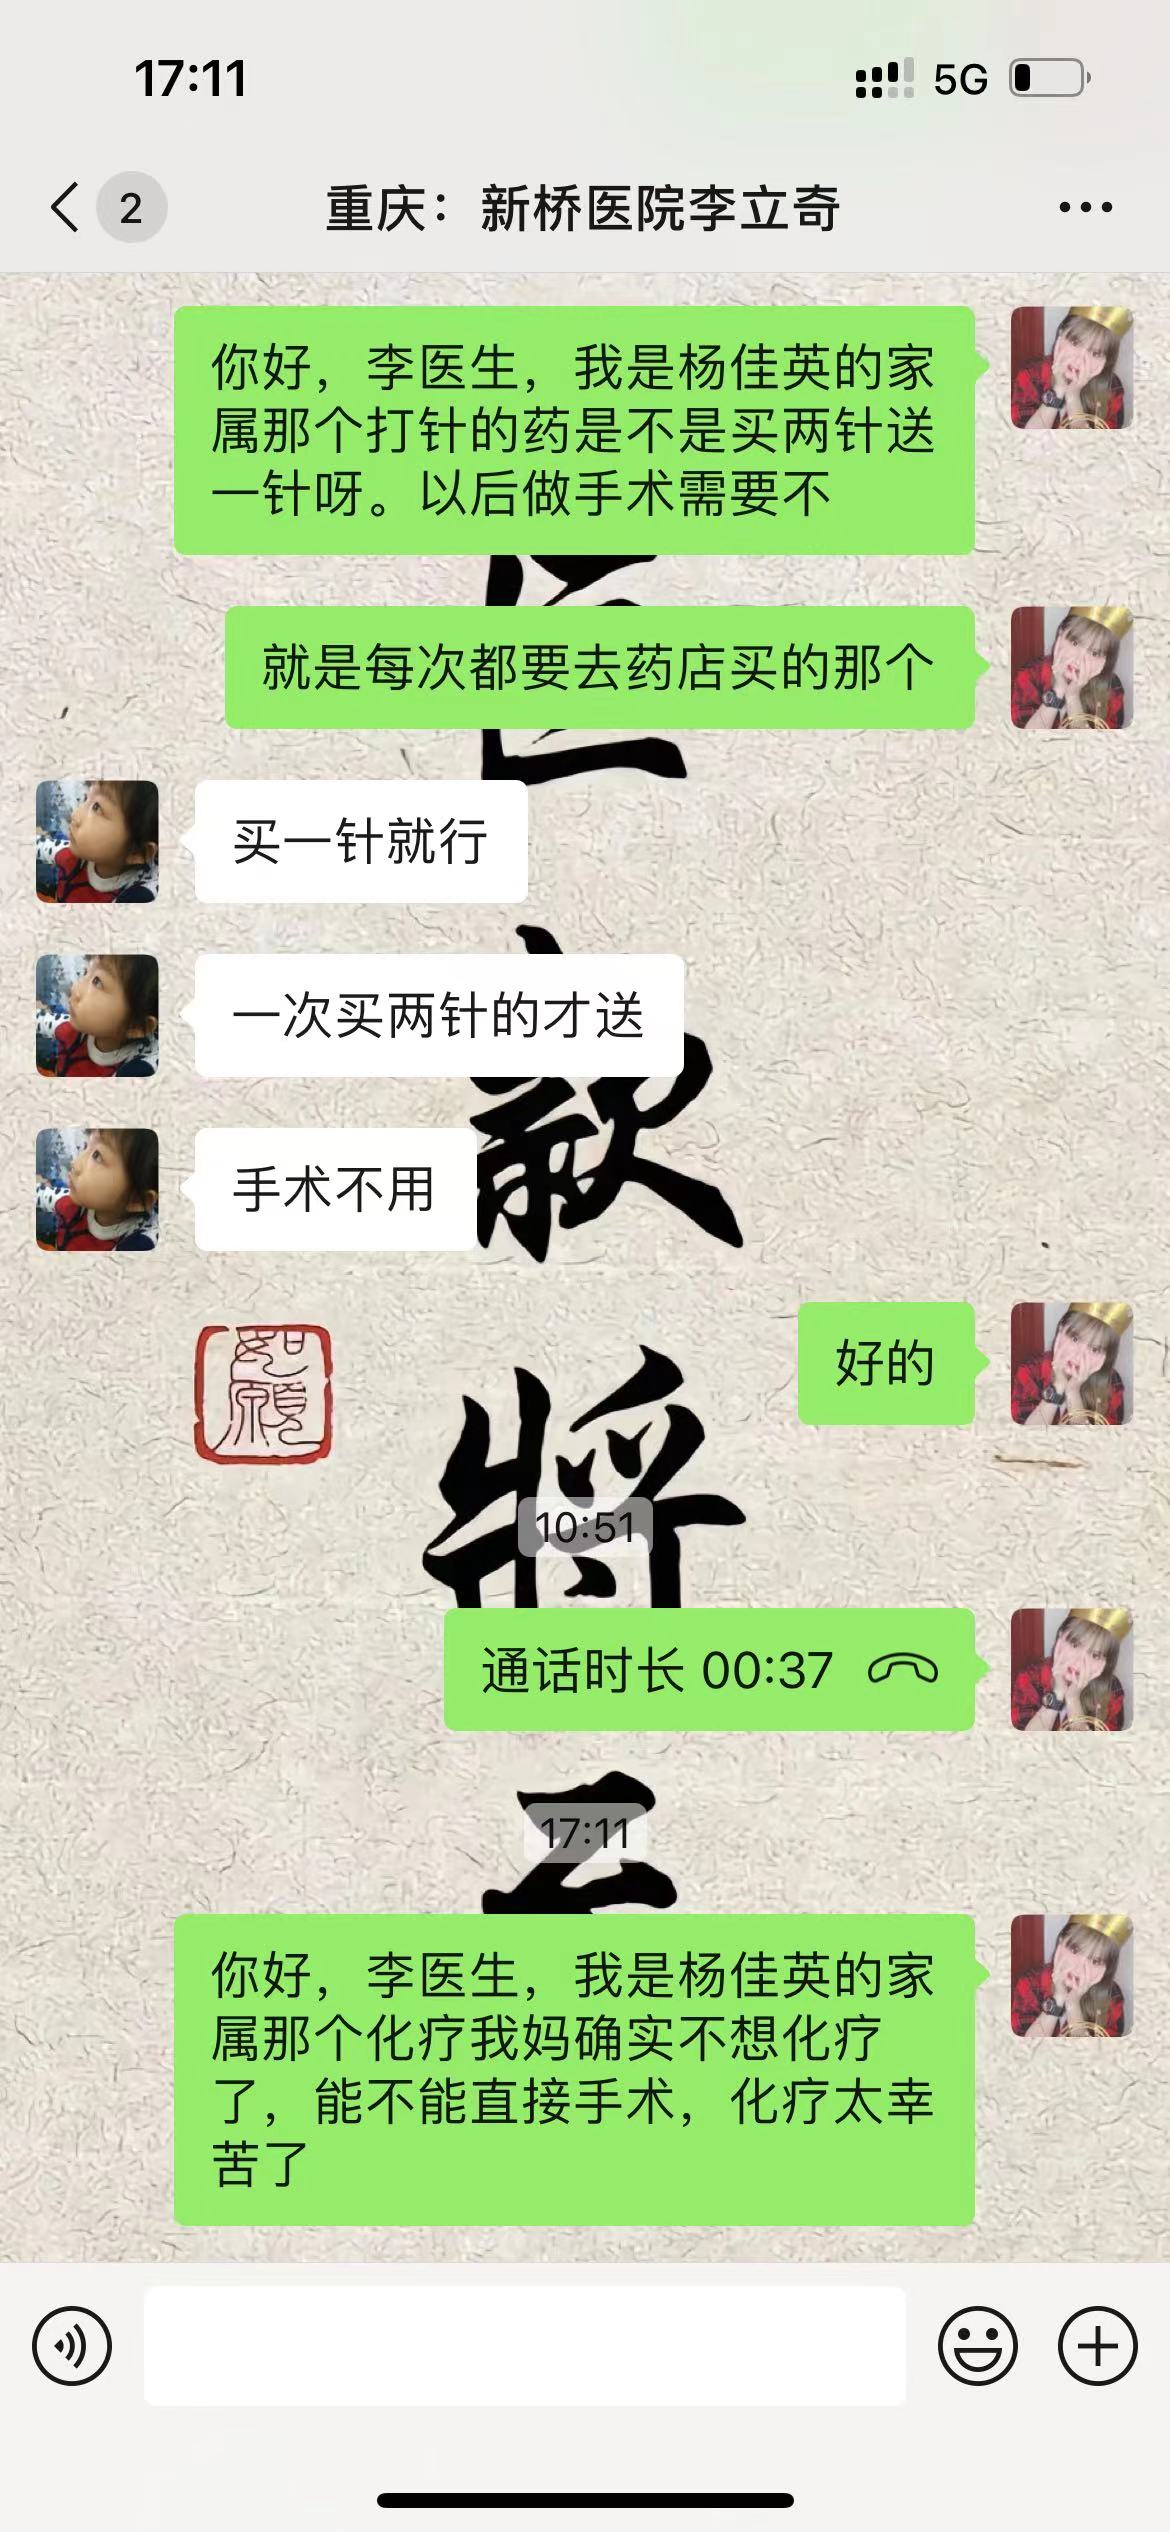 17:11
5G
2
重庆：新桥医院李立奇
你好，李医生，我是杨佳英的家
属那个打针的药是不是买两针送
一针呀。以后做手术需要不
就是每次都要去药店买的那个
买一针就行
一次买两针的才送
手术不用
好的
如愿
將
10:51
通话时长 00:37
17:11
你好，李医生，我是杨佳英的家
属那个化疗我妈确实不想化疗
了，能不能直接手术，化疗太幸
苦了